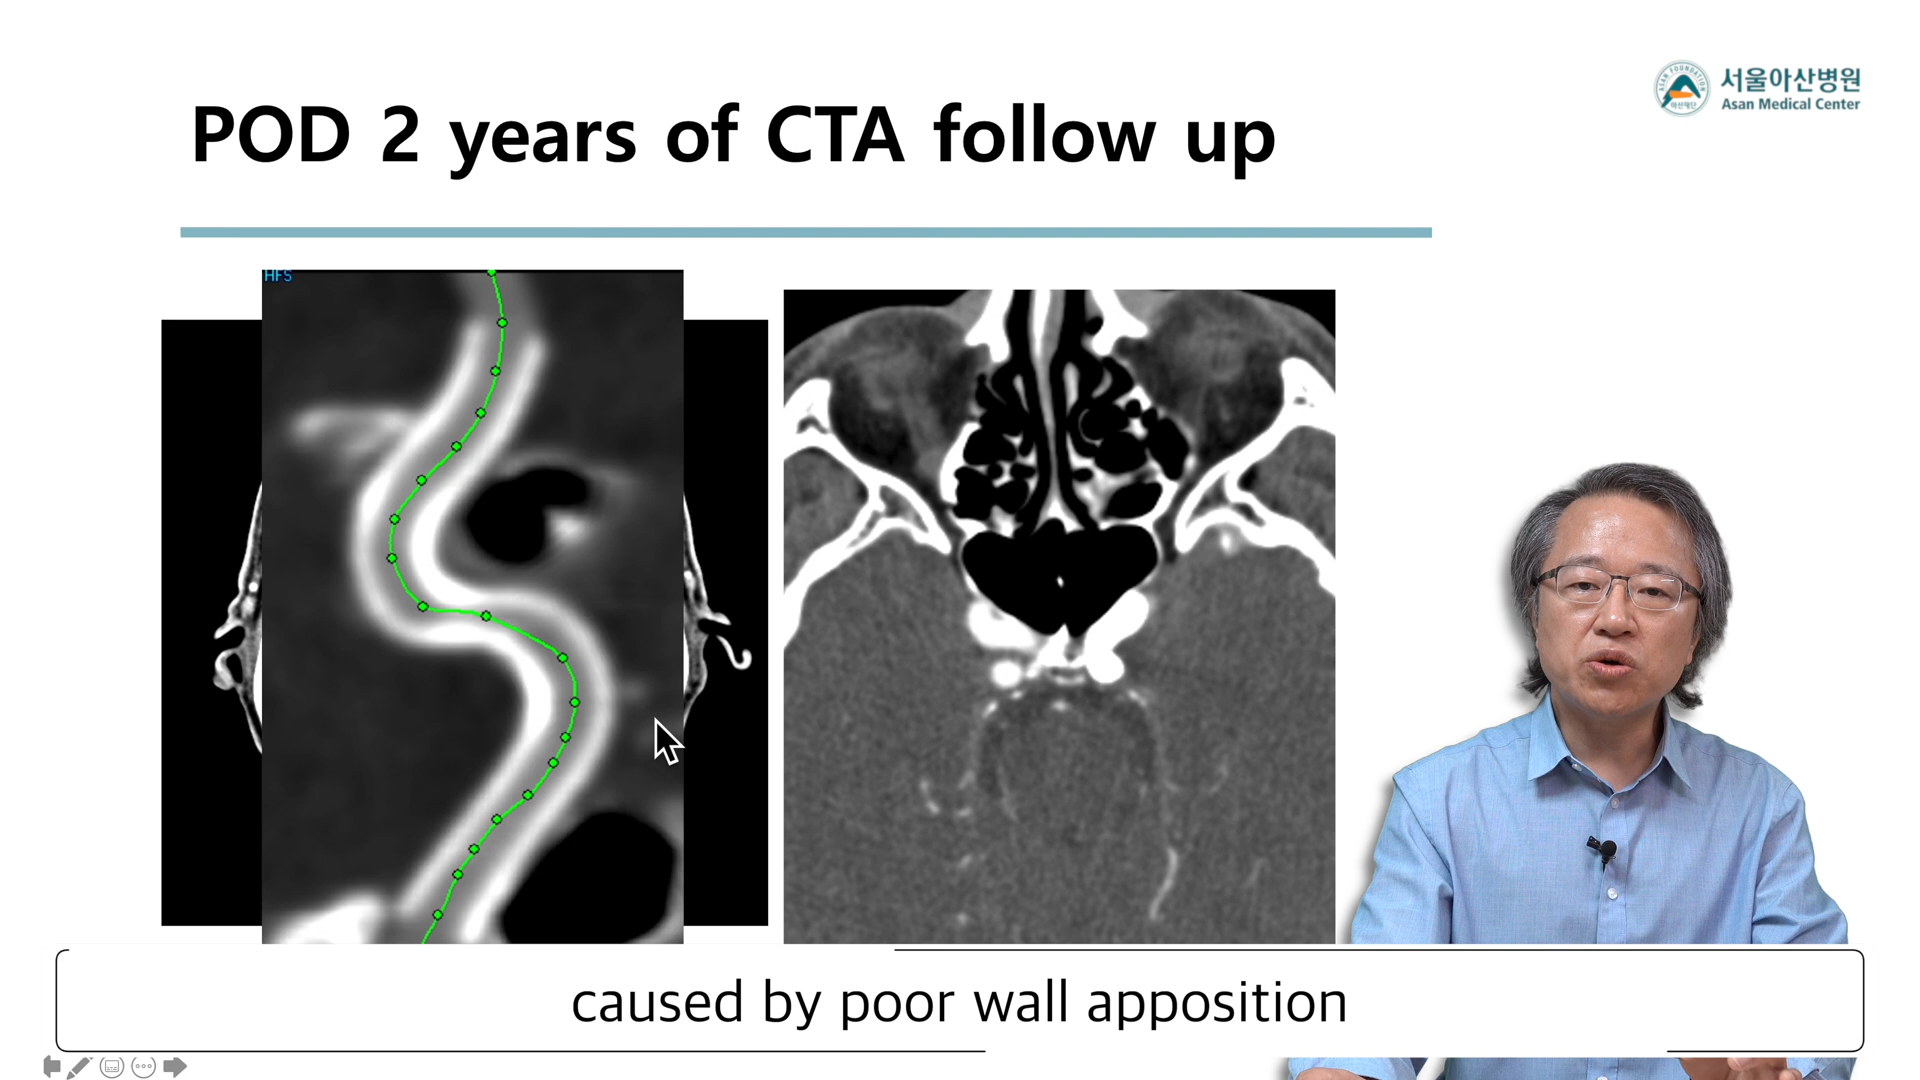 서울아산병원
Asan Medical Center
POD 2 years of CTA follow up
HFS
caused by poor wall apposition